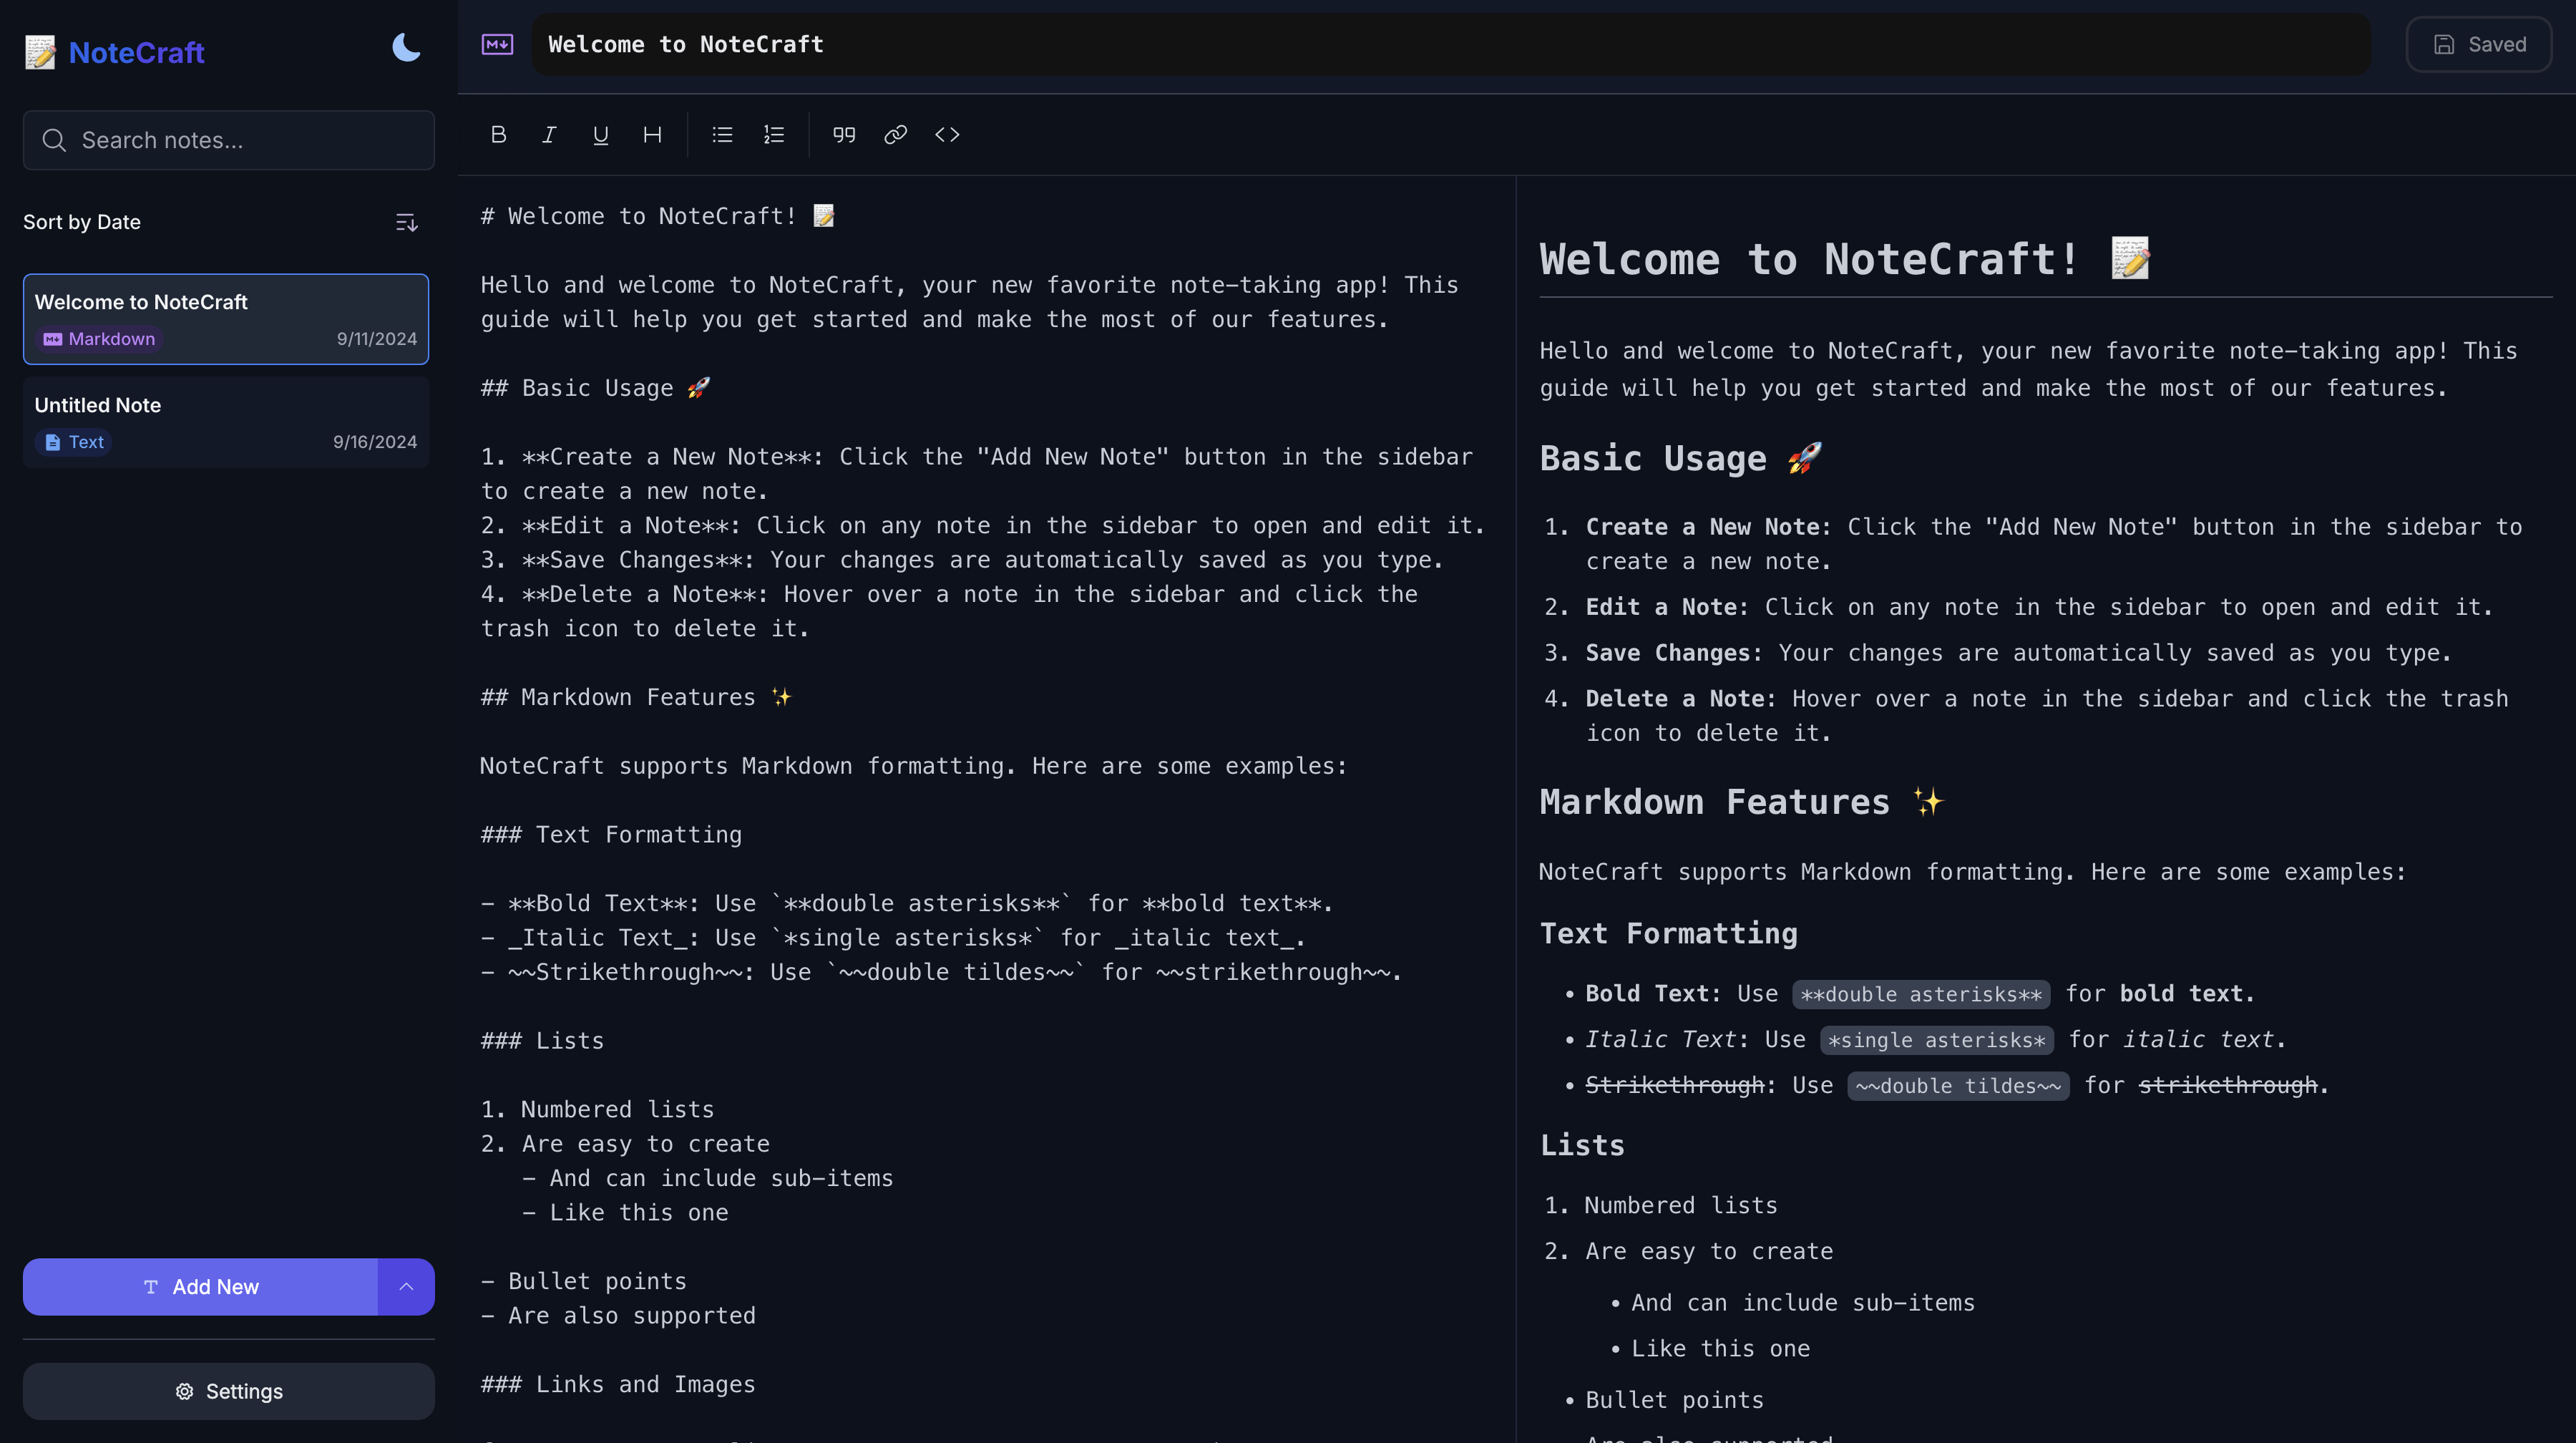 NoteCraft
Search notes...
Sort by Date
Welcome to NoteCraft
Markdown
9/11/2024
Untitled Note
Text
9/16/2024
Add New
Settings
Welcome to NoteCraft
Saved
# Welcome to NoteCraft! 📝
Hello and welcome to NoteCraft, your new favorite note-taking app! This
guide will help you get started and make the most of our features.
## Basic Usage 🚀
1. **Create a New Note**: Click the "Add New Note" button in the sidebar
to create a new note.
2. **Edit a Note**: Click on any note in the sidebar to open and edit it.
3. **Save Changes**: Your changes are automatically saved as you type.
4. **Delete a Note**: Hover over a note in the sidebar and click the
trash icon to delete it.
## Markdown Features ✨
NoteCraft supports Markdown formatting. Here are some examples:
### Text Formatting
- **Bold Text**: Use `**double asterisks**` for **bold text**.
- _Italic Text_: Use `*single asterisks*` for _italic text_.
- ~~Strikethrough~~: Use `~~double tildes~~` for ~~strikethrough~~.
### Lists
1. Numbered lists
2. Are easy to create
- And can include sub-items
- Like this one
- Bullet points
- Are also supported
### Links and Images
Welcome to NoteCraft! 📝
Hello and welcome to NoteCraft, your new favorite note-taking app! This
guide will help you get started and make the most of our features.
Basic Usage 🚀
1. Create a New Note: Click the "Add New Note" button in the sidebar to
create a new note.
2. Edit a Note: Click on any note in the sidebar to open and edit it.
3. Save Changes: Your changes are automatically saved as you type.
4. Delete a Note: Hover over a note in the sidebar and click the trash
icon to delete it.
Markdown Features ✨
NoteCraft supports Markdown formatting. Here are some examples:
Text Formatting
• Bold Text: Use **double asterisks** for bold text.
• Italic Text: Use *single asterisks* for italic text.
• Strikethrough: Use ~~double tildes~~ for strikethrough.
Lists
1. Numbered lists
2. Are easy to create
• And can include sub-items
• Like this one
• Bullet points
Are also supported